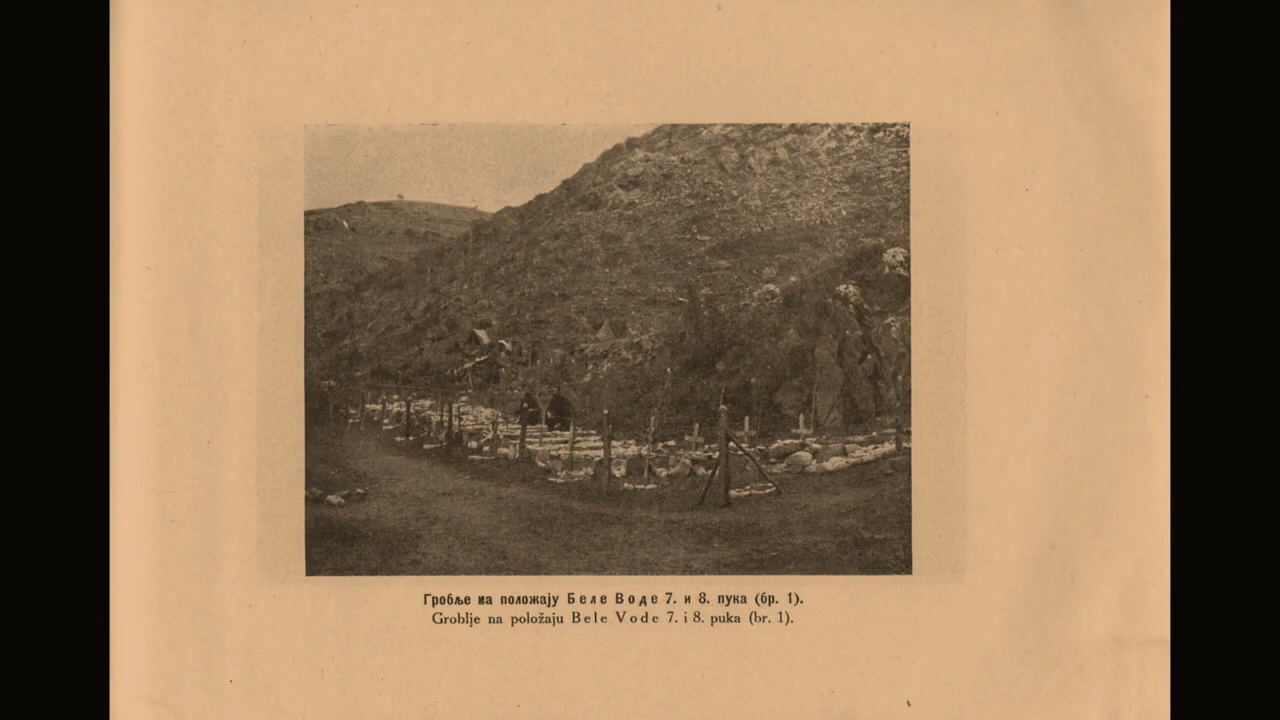 Гробље на положају Беле Воде 7. и 8. пука (бр. 1).
Groblje na položaju Bele Vode 7. i 8. puka (br. 1).